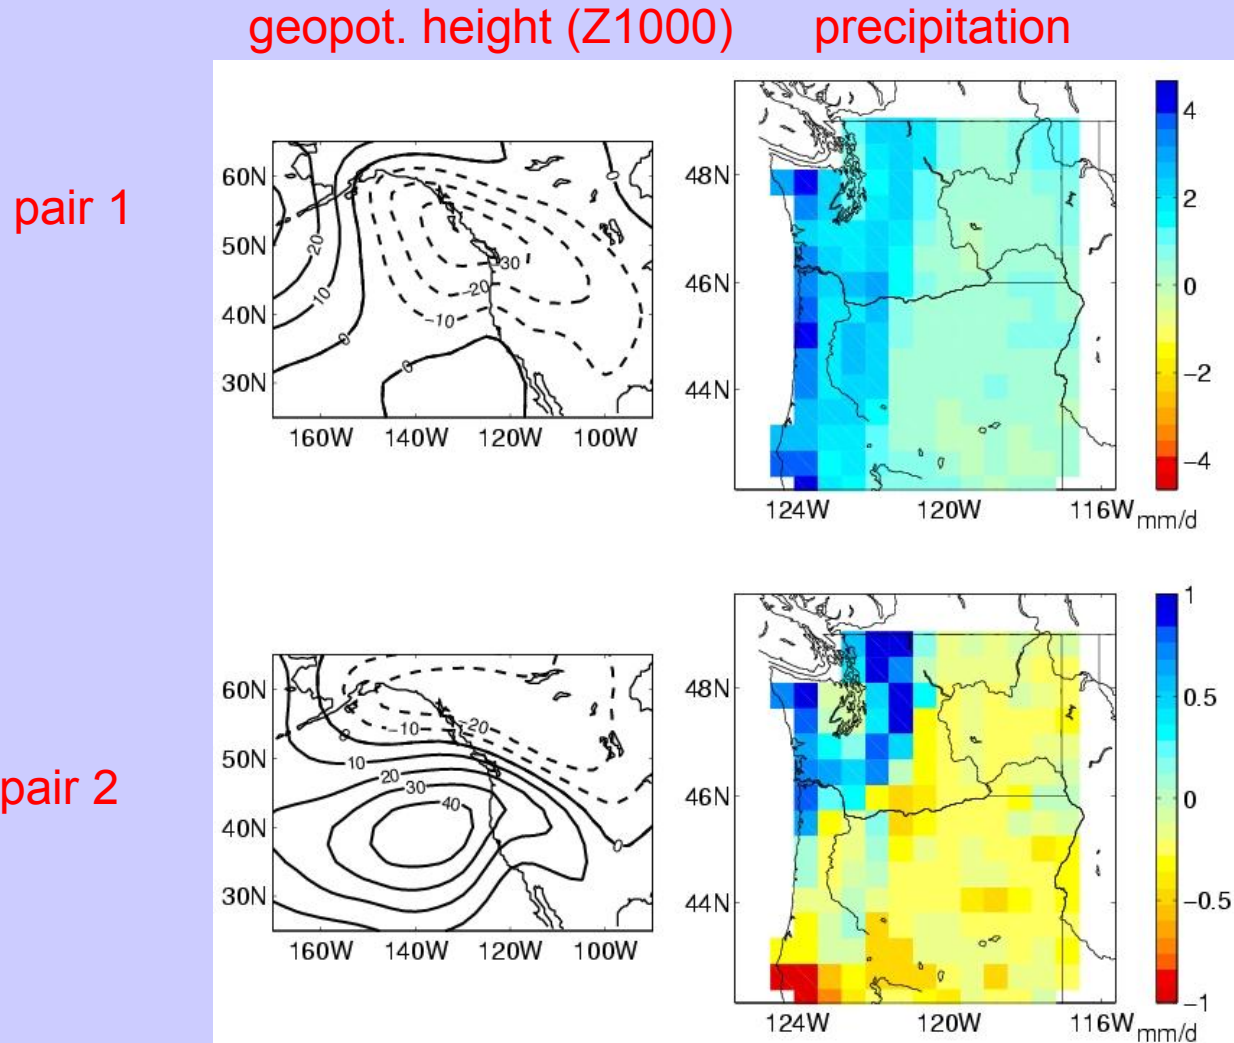 geopot. height (Z1000) precipitation
pair 1
60N
50N
40N
30N
160W 140W 120W 100W
20
10
0
0
0
-30
-20
-10
48N
46N
44N
124W 120W 116W
4
2
0
-2
-4
mm/d
pair 2
60N
50N
40N
30N
160W 140W 120W 100W
-20
-10
0
10
20
30
40
0
48N
46N
44N
124W 120W 116W
1
0.5
0
-0.5
-1
mm/d